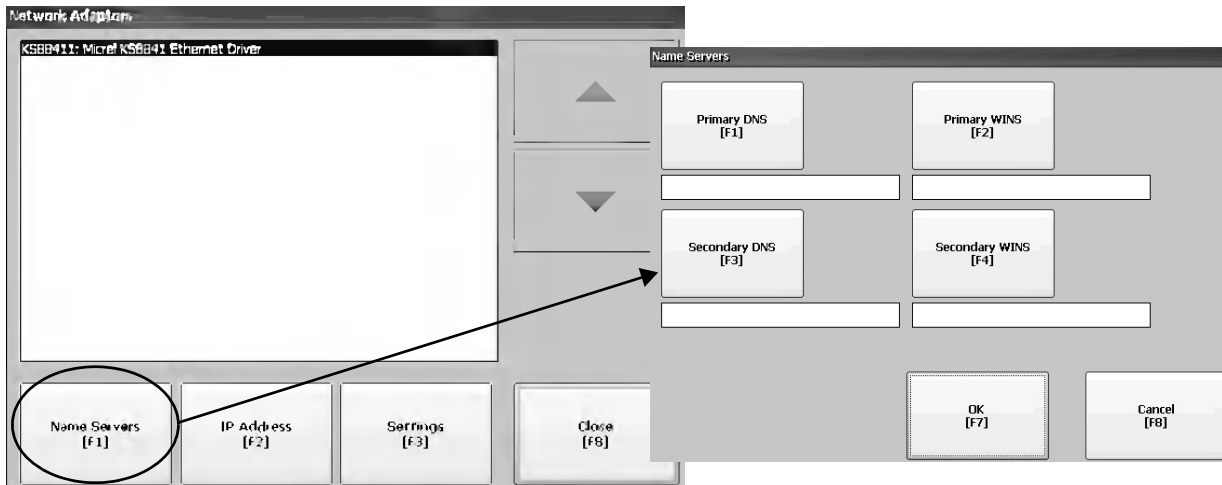 Network Adapters
KS88411: Micrel KS8841 Ethernet Driver
Name Servers
[F1]
IP Address
[F2]
Settings
[F3]
Close
[F8]
Name Servers
Primary DNS
[F1]
Primary WINS
[F2]
Secondary DNS
[F3]
Secondary WINS
[F4]
OK
[F7]
Cancel
[F8]